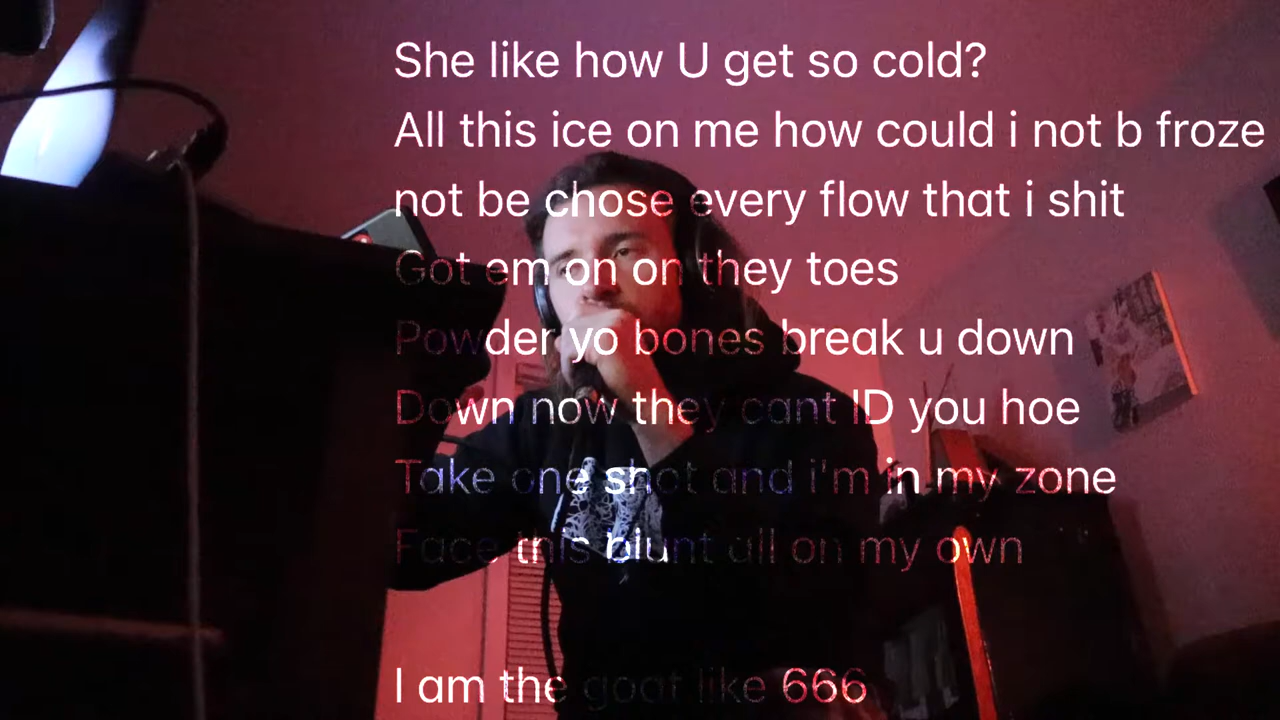 She like how U get so cold?
All this ice on me how could i not b froze
not be chose every flow that i shit
Got em on on they toes
Powder yo bones break u down
Down now they cant ID you hoe
Take one shot and i'm in my zone
Face this blunt all on my own
I am the goat like 666